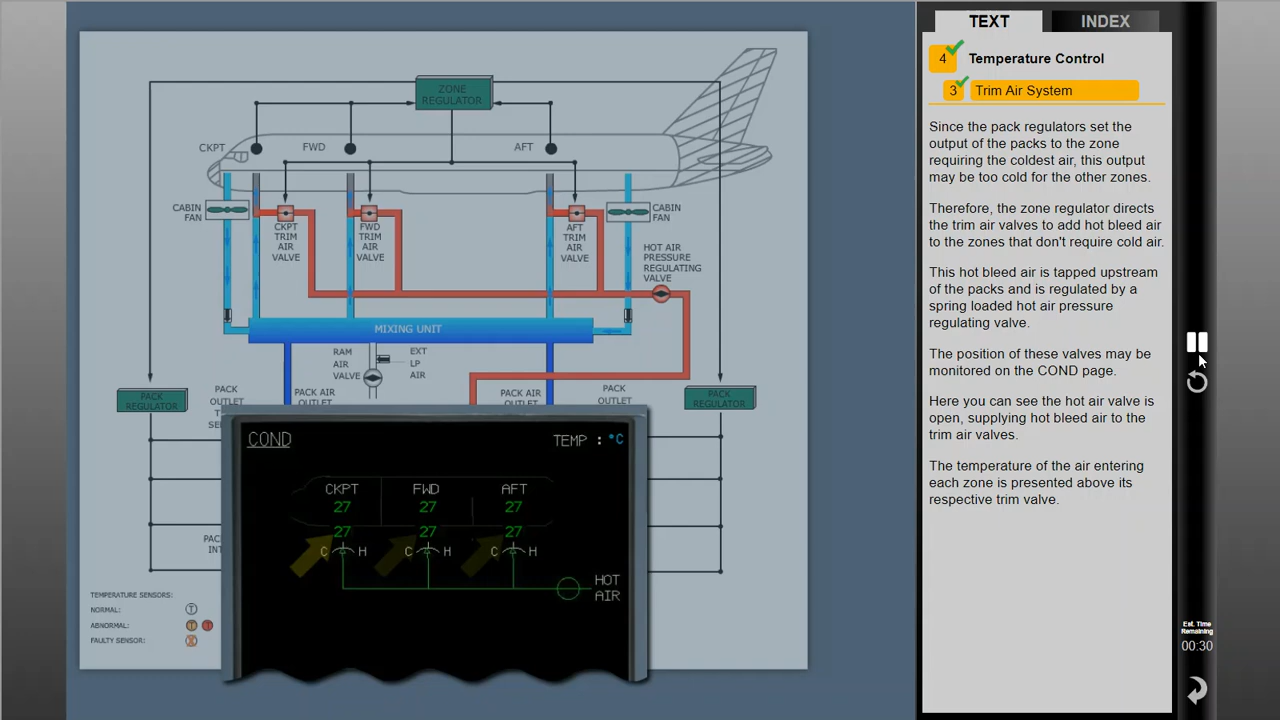 TEXT
INDEX
4 Temperature Control
3 Trim Air System
Since the pack regulators set the
output of the packs to the zone
requiring the coldest air, this output
may be too cold for the other zones.
Therefore, the zone regulator directs
the trim air valves to add hot bleed air
to the zones that don't require cold air.
This hot bleed air is tapped upstream
of the packs and is regulated by a
spring loaded hot air pressure
regulating valve.
The position of these valves may be
monitored on the COND page.
Here you can see the hot air valve is
open, supplying hot bleed air to the
trim air valves.
The temperature of the air entering
each zone is presented above its
respective trim valve.
Est. Time
Remaining
00:30
ZONE
REGULATOR
CKPT
FWD
AFT
CABIN
FAN
CKPT
TRIM
AIR
VALVE
FWD
TRIM
AIR
VALVE
AFT
TRIM
AIR
VALVE
CABIN
FAN
HOT AIR
PRESSURE
REGULATING
VALVE
MIXING UNIT
RAM
AIR
VALVE
EXT
LP
AIR
PACK
REGULATOR
PACK
OUTLET
PACK AIR
OUTLET
PACK AIR
OUTLET
PACK
OUTLET
PACK
REGULATOR
COND
TEMP : °C
CKPT FWD AFT
27 27 27
27 27 27
C H C H C H
HOT
AIR
TEMPERATURE SENSORS:
NORMAL: T
ABNORMAL: T T
FAULTY SENSOR: